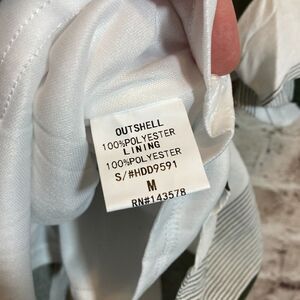 OUTSHELL
100%POLYESTER
LINING
100%POLYESTER
S/#HDD9591
M
RN#143578